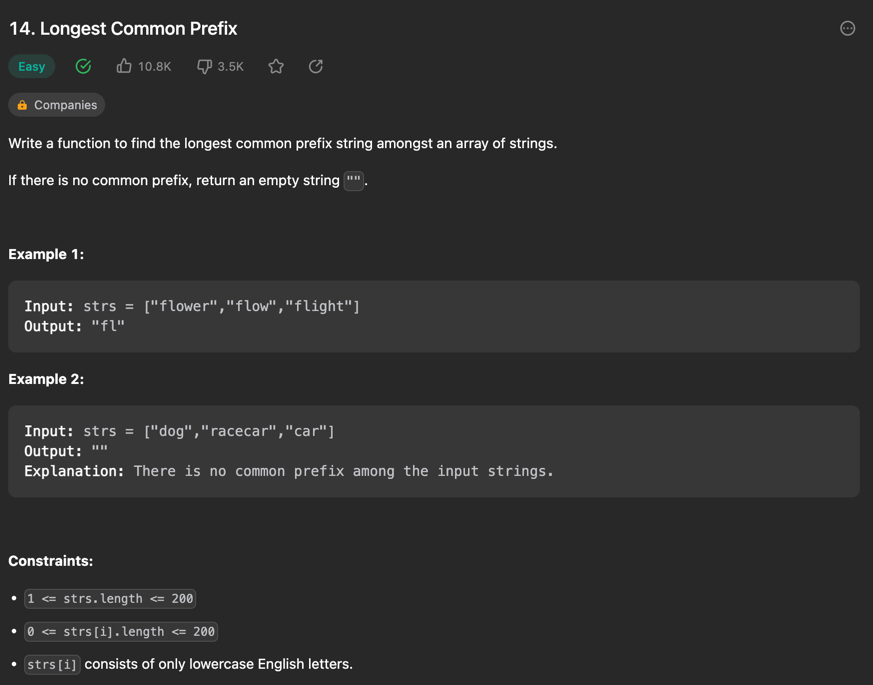 14. Longest Common Prefix
Easy 10.8K 3.5K
Companies
Write a function to find the longest common prefix string amongst an array of strings.
If there is no common prefix, return an empty string "".
Example 1:
Input: strs = ["flower","flow","flight"]
Output: "fl"
Example 2:
Input: strs = ["dog","racecar","car"]
Output: ""
Explanation: There is no common prefix among the input strings.
Constraints:
• 1 <= strs.length <= 200
• 0 <= strs[i].length <= 200
• strs[i] consists of only lowercase English letters.